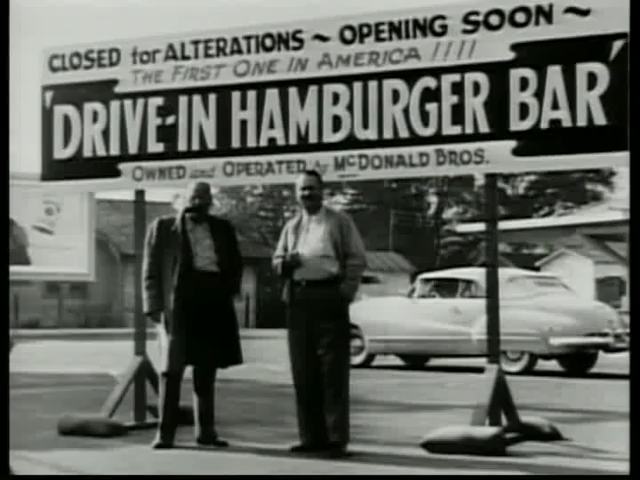 CLOSED for ALTERATIONS ~ OPENING SOON ~
THE FIRST ONE IN AMERICA !!!!
'DRIVE-IN HAMBURGER BAR'
OWNED and OPERATED by McDONALD BROS.